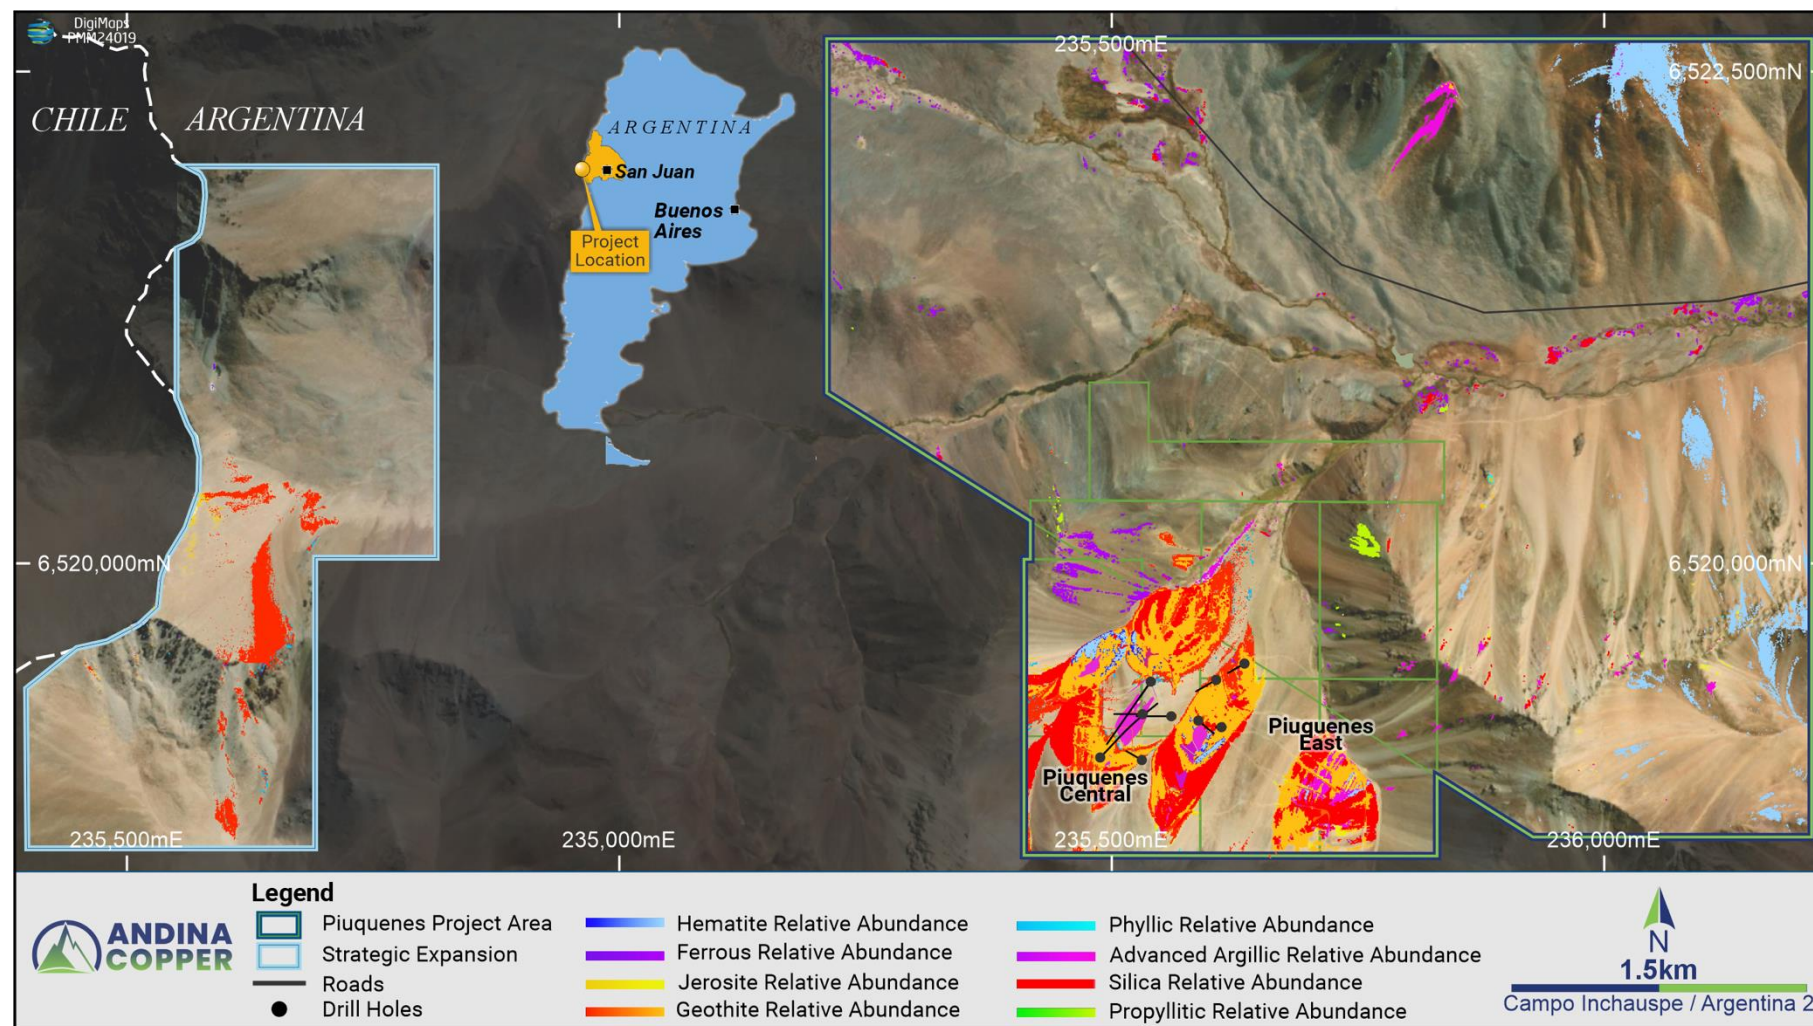 DigiMaps
PMM24019
CHILE
ARGENTINA
ARGENTINA
San Juan
Buenos
Aires
Project
Location
235,500mE
6,522,500mN
6,520,000mN
6,520,000mN
Piuquenes
East
Piuquenes
Central
235,500mE
235,000mE
235,500mE
236,000mE
ANDINA
COPPER
Legend
Piuquenes Project Area
Strategic Expansion
Roads
Drill Holes
Hematite Relative Abundance
Ferrous Relative Abundance
Jerosite Relative Abundance
Geothite Relative Abundance
Phyllic Relative Abundance
Advanced Argillic Relative Abundance
Silica Relative Abundance
Propyllitic Relative Abundance
N
1.5km
Campo Inchauspe / Argentina 2